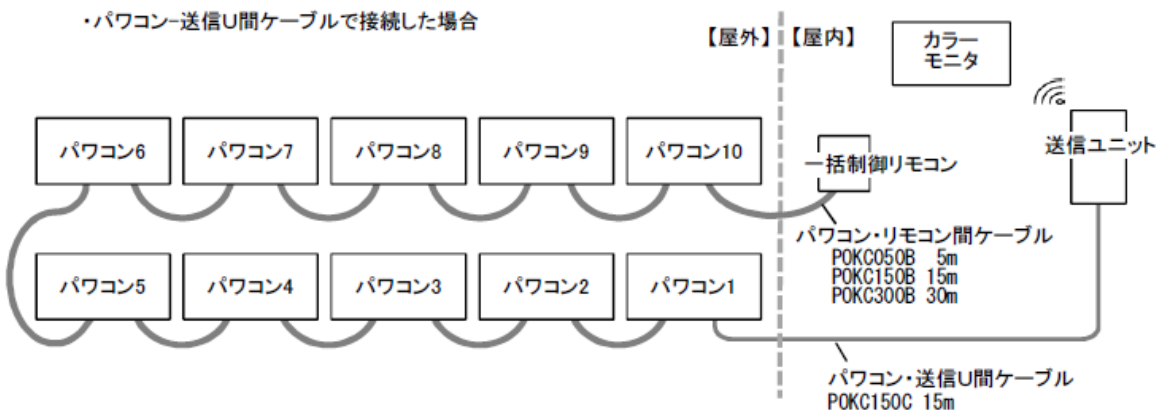 ・パワコン-送信U間ケーブルで接続した場合
【屋外】
【屋内】
カラー
モニタ
パワコン6
パワコン7
パワコン8
パワコン9
パワコン10
一括制御リモコン
送信ユニット
パワコン・リモコン間ケーブル
POKC050B 5m
POKC150B 15m
POKC300B 30m
パワコン5
パワコン4
パワコン3
パワコン2
パワコン1
パワコン・送信U間ケーブル
POKC150C 15m